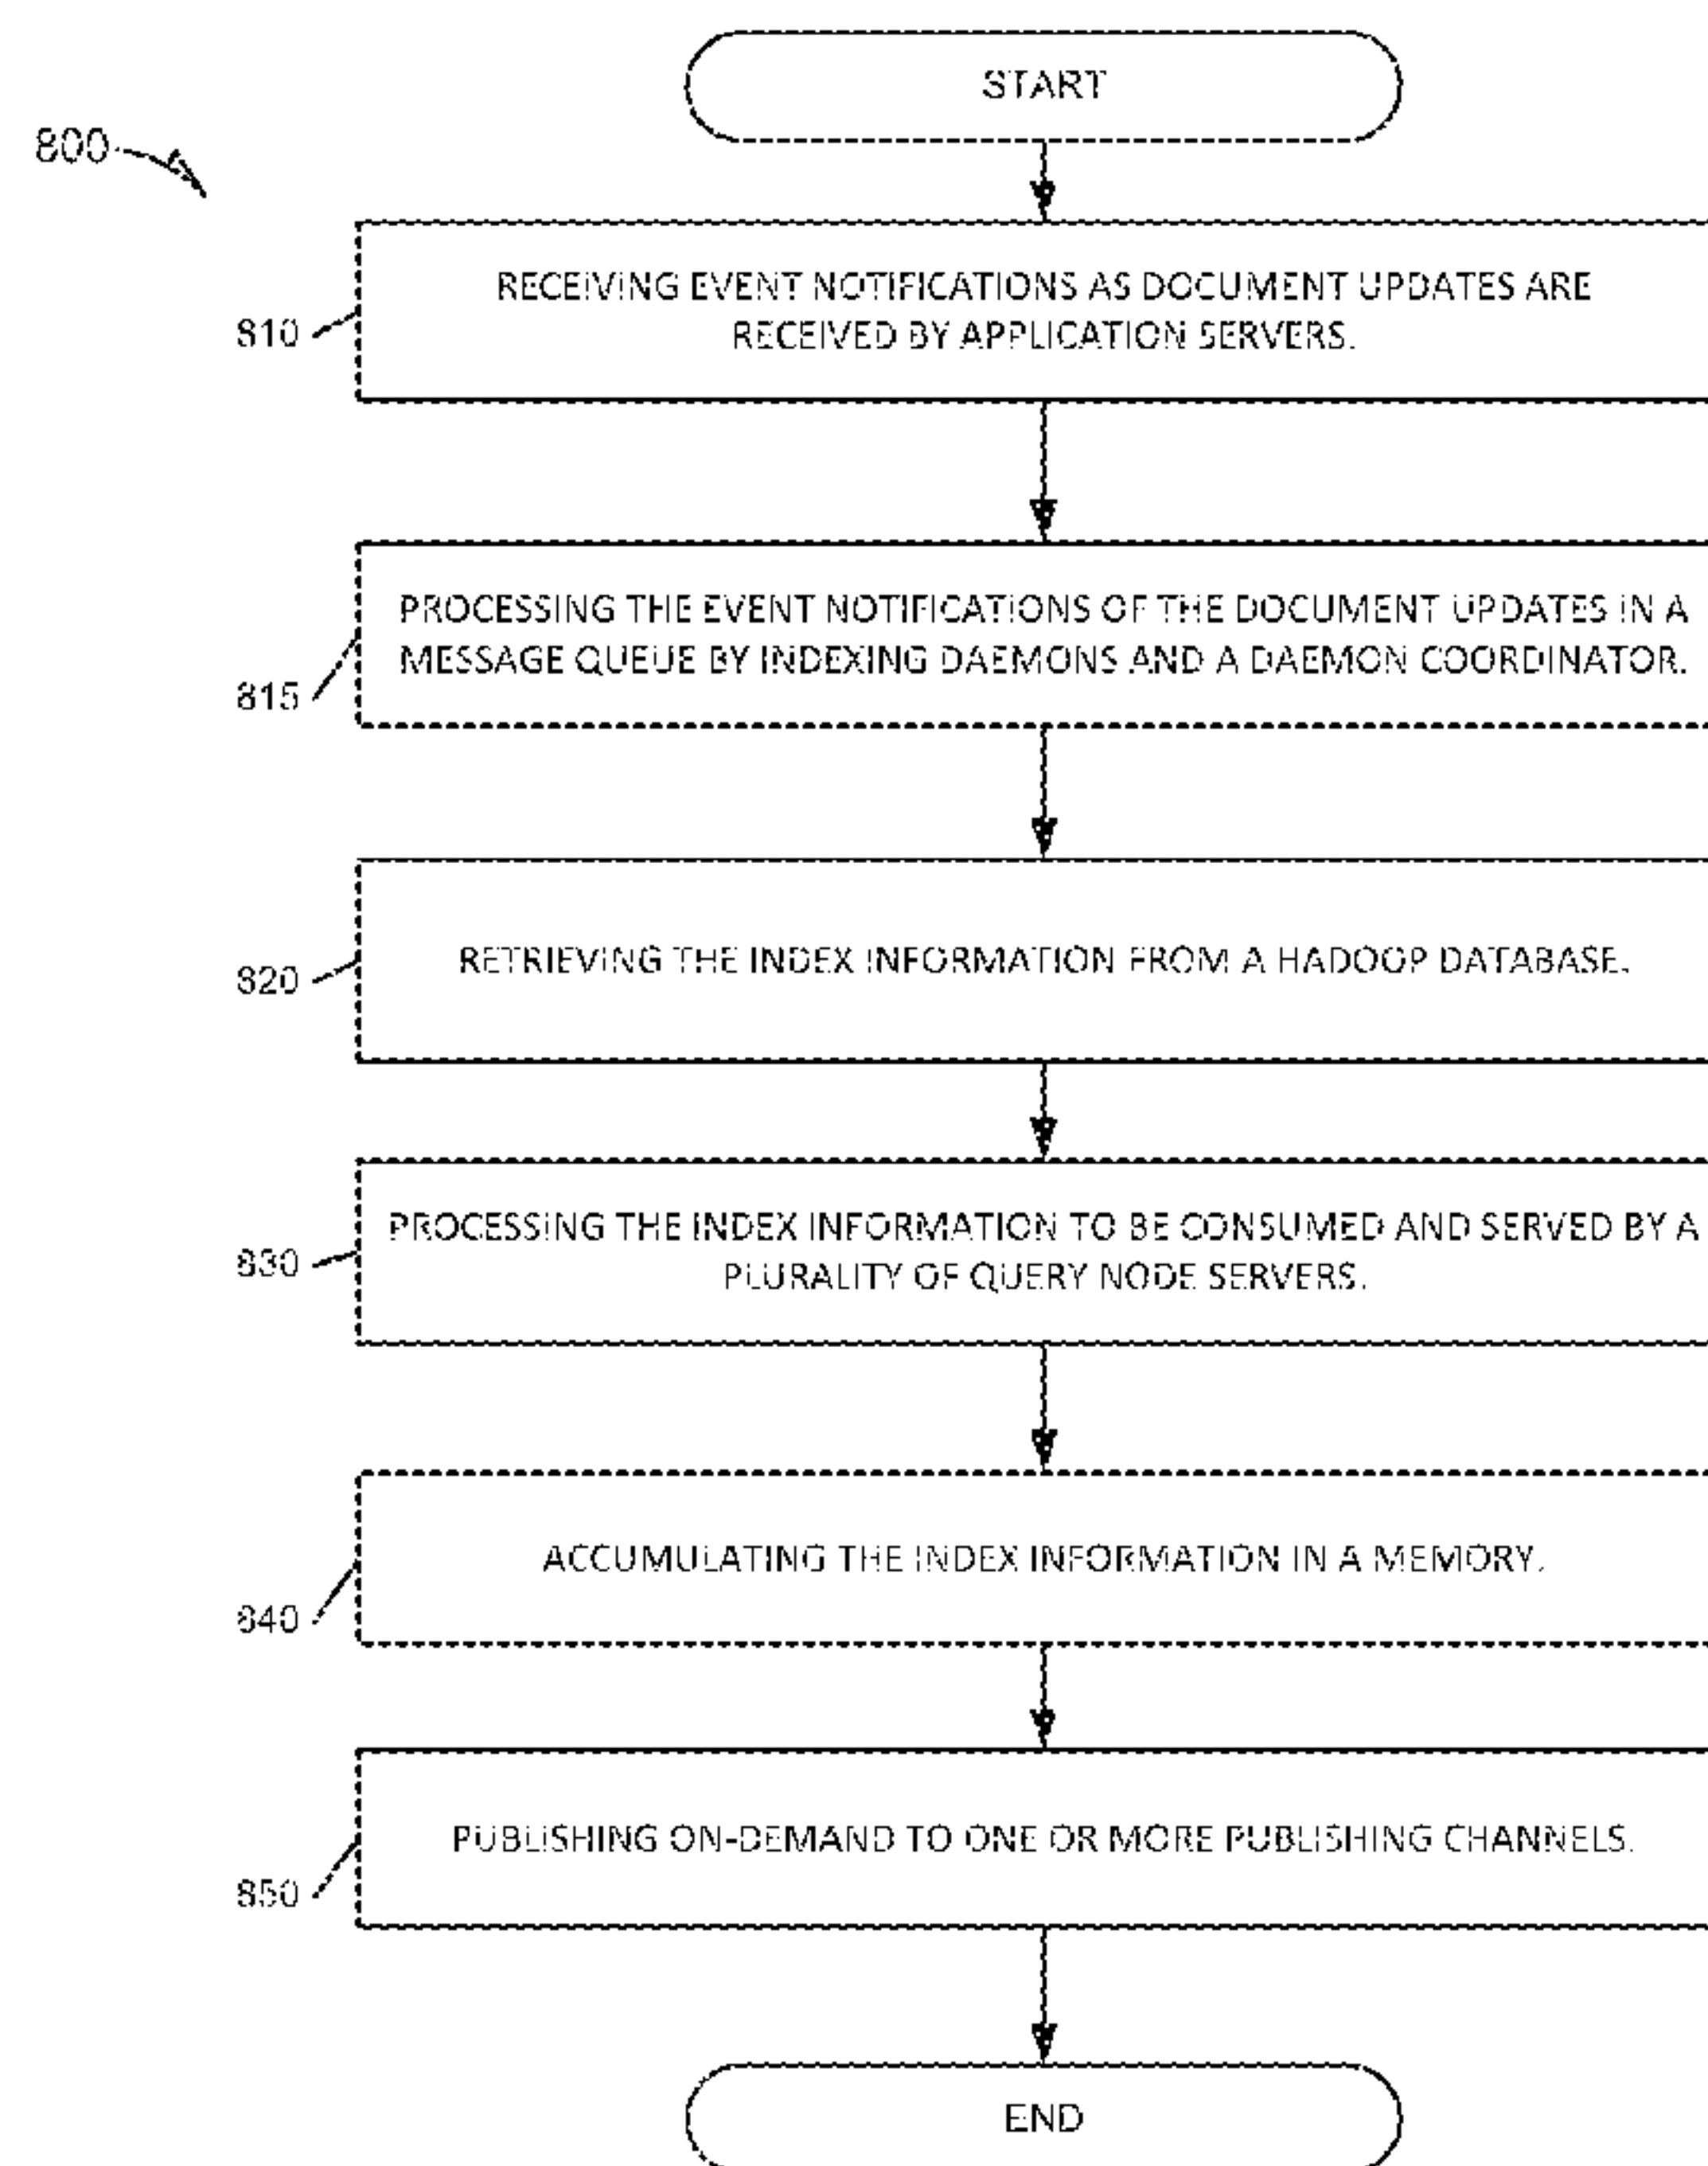 START
800
RECEIVING EVENT NOTIFICATIONS AS DOCUMENT UPDATES ARE
RECEIVED BY APPLICATION SERVERS.
810
PROCESSING THE EVENT NOTIFICATIONS OF THE DOCUMENT UPDATES IN A
MESSAGE QUEUE BY INDEXING DAEMONS AND A DAEMON COORDINATOR.
815
RETRIEVING THE INDEX INFORMATION FROM A HADOOP DATABASE.
820
PROCESSING THE INDEX INFORMATION TO BE CONSUMED AND SERVED BY A
PLURALITY OF QUERY NODE SERVERS.
830
ACCUMULATING THE INDEX INFORMATION IN A MEMORY.
840
PUBLISHING ON-DEMAND TO ONE OR MORE PUBLISHING CHANNELS.
850
END